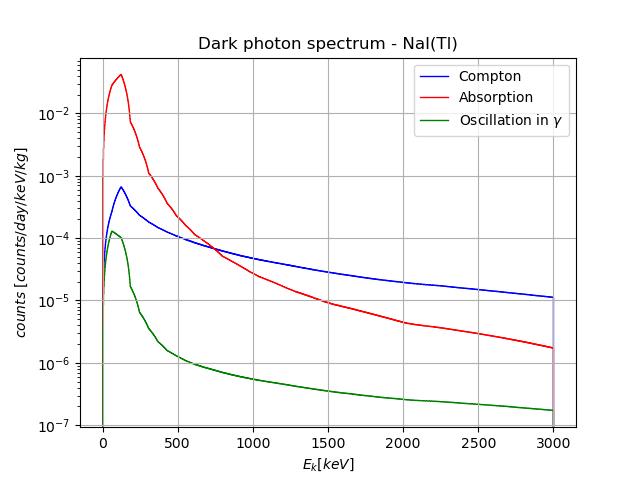 Dark photon spectrum - NaI(Tl)
Compton
Absorption
Oscillation in γ
counts [counts/day/keV/kg]
10⁻²
10⁻³
10⁻⁴
10⁻⁵
10⁻⁶
10⁻⁷
0 500 1000 1500 2000 2500 3000
Eₖ[keV]